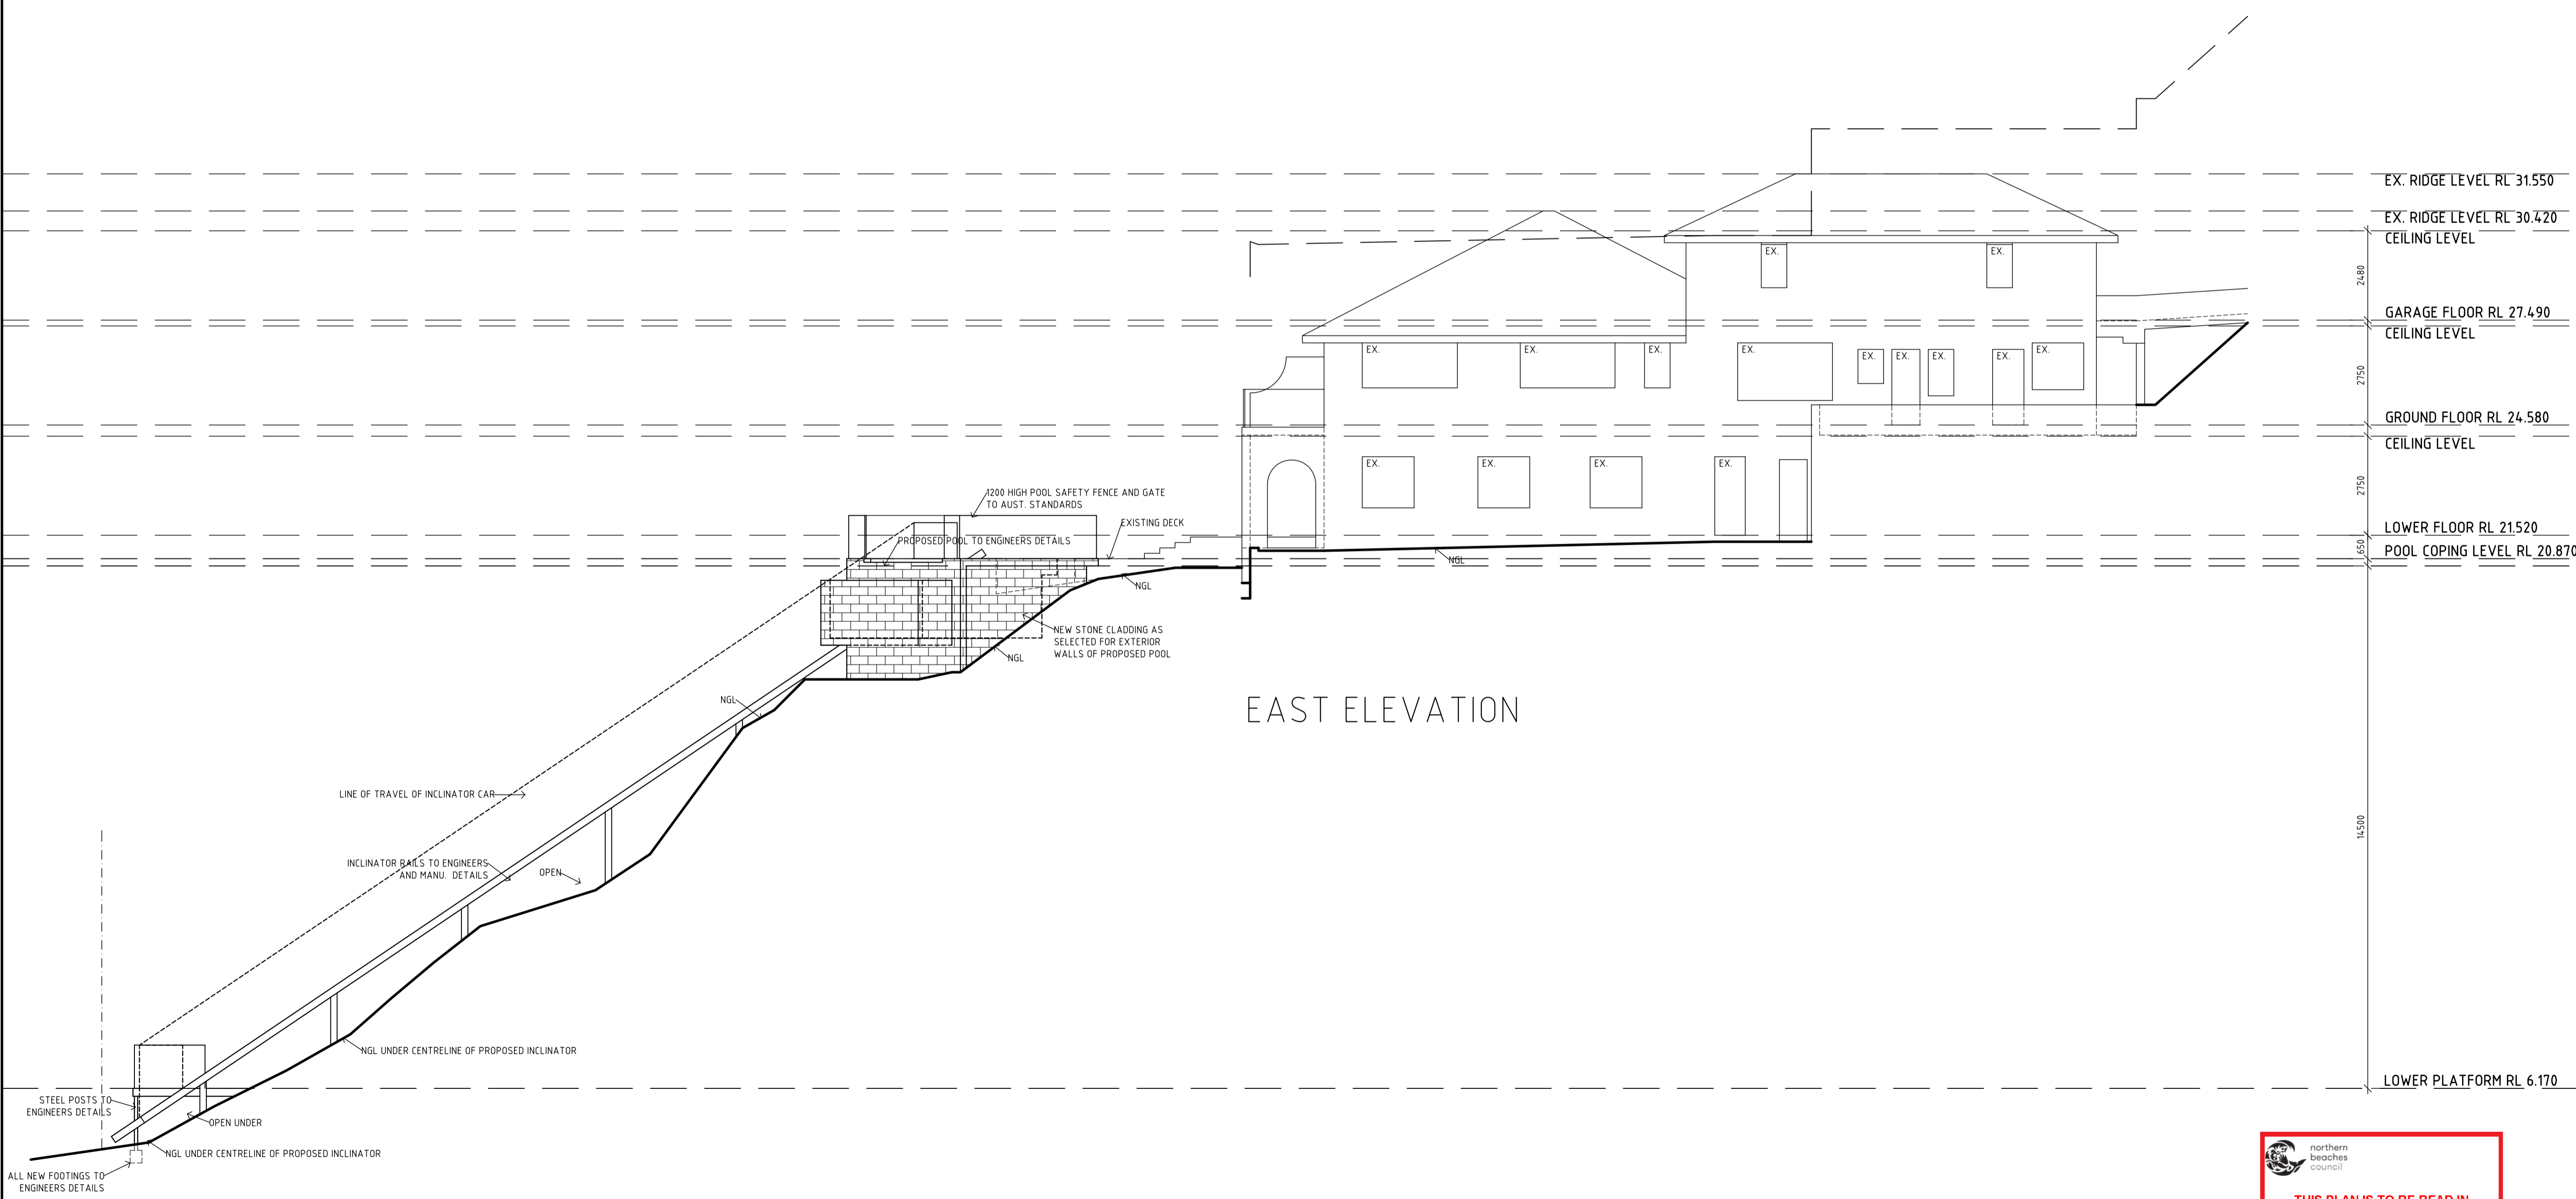 EX. RIDGE LEVEL RL 31.550
EX. RIDGE LEVEL RL 30.420
CEILING LEVEL
2480
EX.
EX.
GARAGE FLOOR RL 27.490
CEILING LEVEL
EX.
EX.
EX.
EX.
EX.
EX.
EX.
EX.
EX.
2750
GROUND FLOOR RL 24.580
CEILING LEVEL
EX.
EX.
EX.
EX.
2750
1200 HIGH POOL SAFETY FENCE AND GATE
TO AUST. STANDARDS
EXISTING DECK
LOWER FLOOR RL 21.520
PROPOSED POOL TO ENGINEERS DETAILS
650
POOL COPING LEVEL RL 20.870
NGL
NGL
NEW STONE CLADDING AS
SELECTED FOR EXTERIOR
WALLS OF PROPOSED POOL
NGL
NGL
EAST ELEVATION
LINE OF TRAVEL OF INCLINATOR CAR
14500
INCLINATOR RAILS TO ENGINEERS
AND MANU. DETAILS
OPEN
NGL UNDER CENTRELINE OF PROPOSED INCLINATOR
LOWER PLATFORM RL 6.170
STEEL POSTS TO
ENGINEERS DETAILS
OPEN UNDER
NGL UNDER CENTRELINE OF PROPOSED INCLINATOR
ALL NEW FOOTINGS TO
ENGINEERS DETAILS
northern
beaches
council
THIS PLAN IS TO BE READ IN